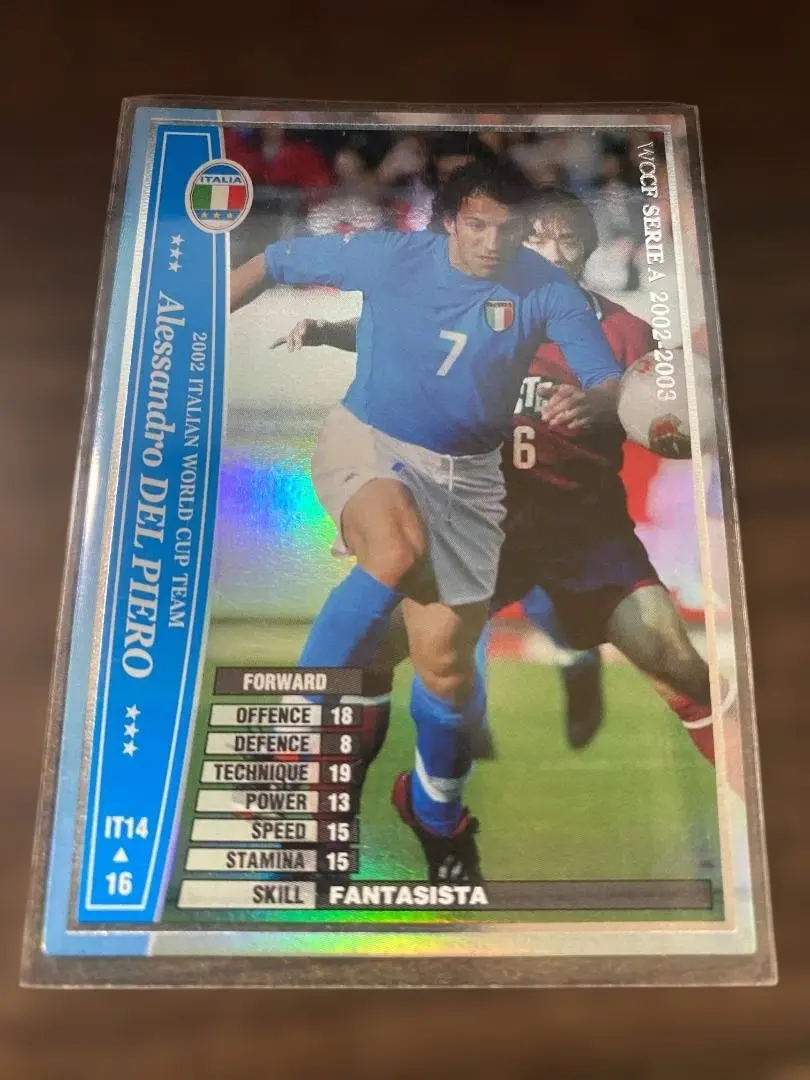 ITALIA
WCCF SERIE A 2002-2003
★★★ Alessandro DEL PIERO ★★★
2002 ITALIAN WORLD CUP TEAM
ITALIA
7
6
FORWARD
OFFENCE 18
DEFENCE 8
TECHNIQUE 19
POWER 13
SPEED 15
STAMINA 15
SKILL FANTASISTA
IT14
▲
16